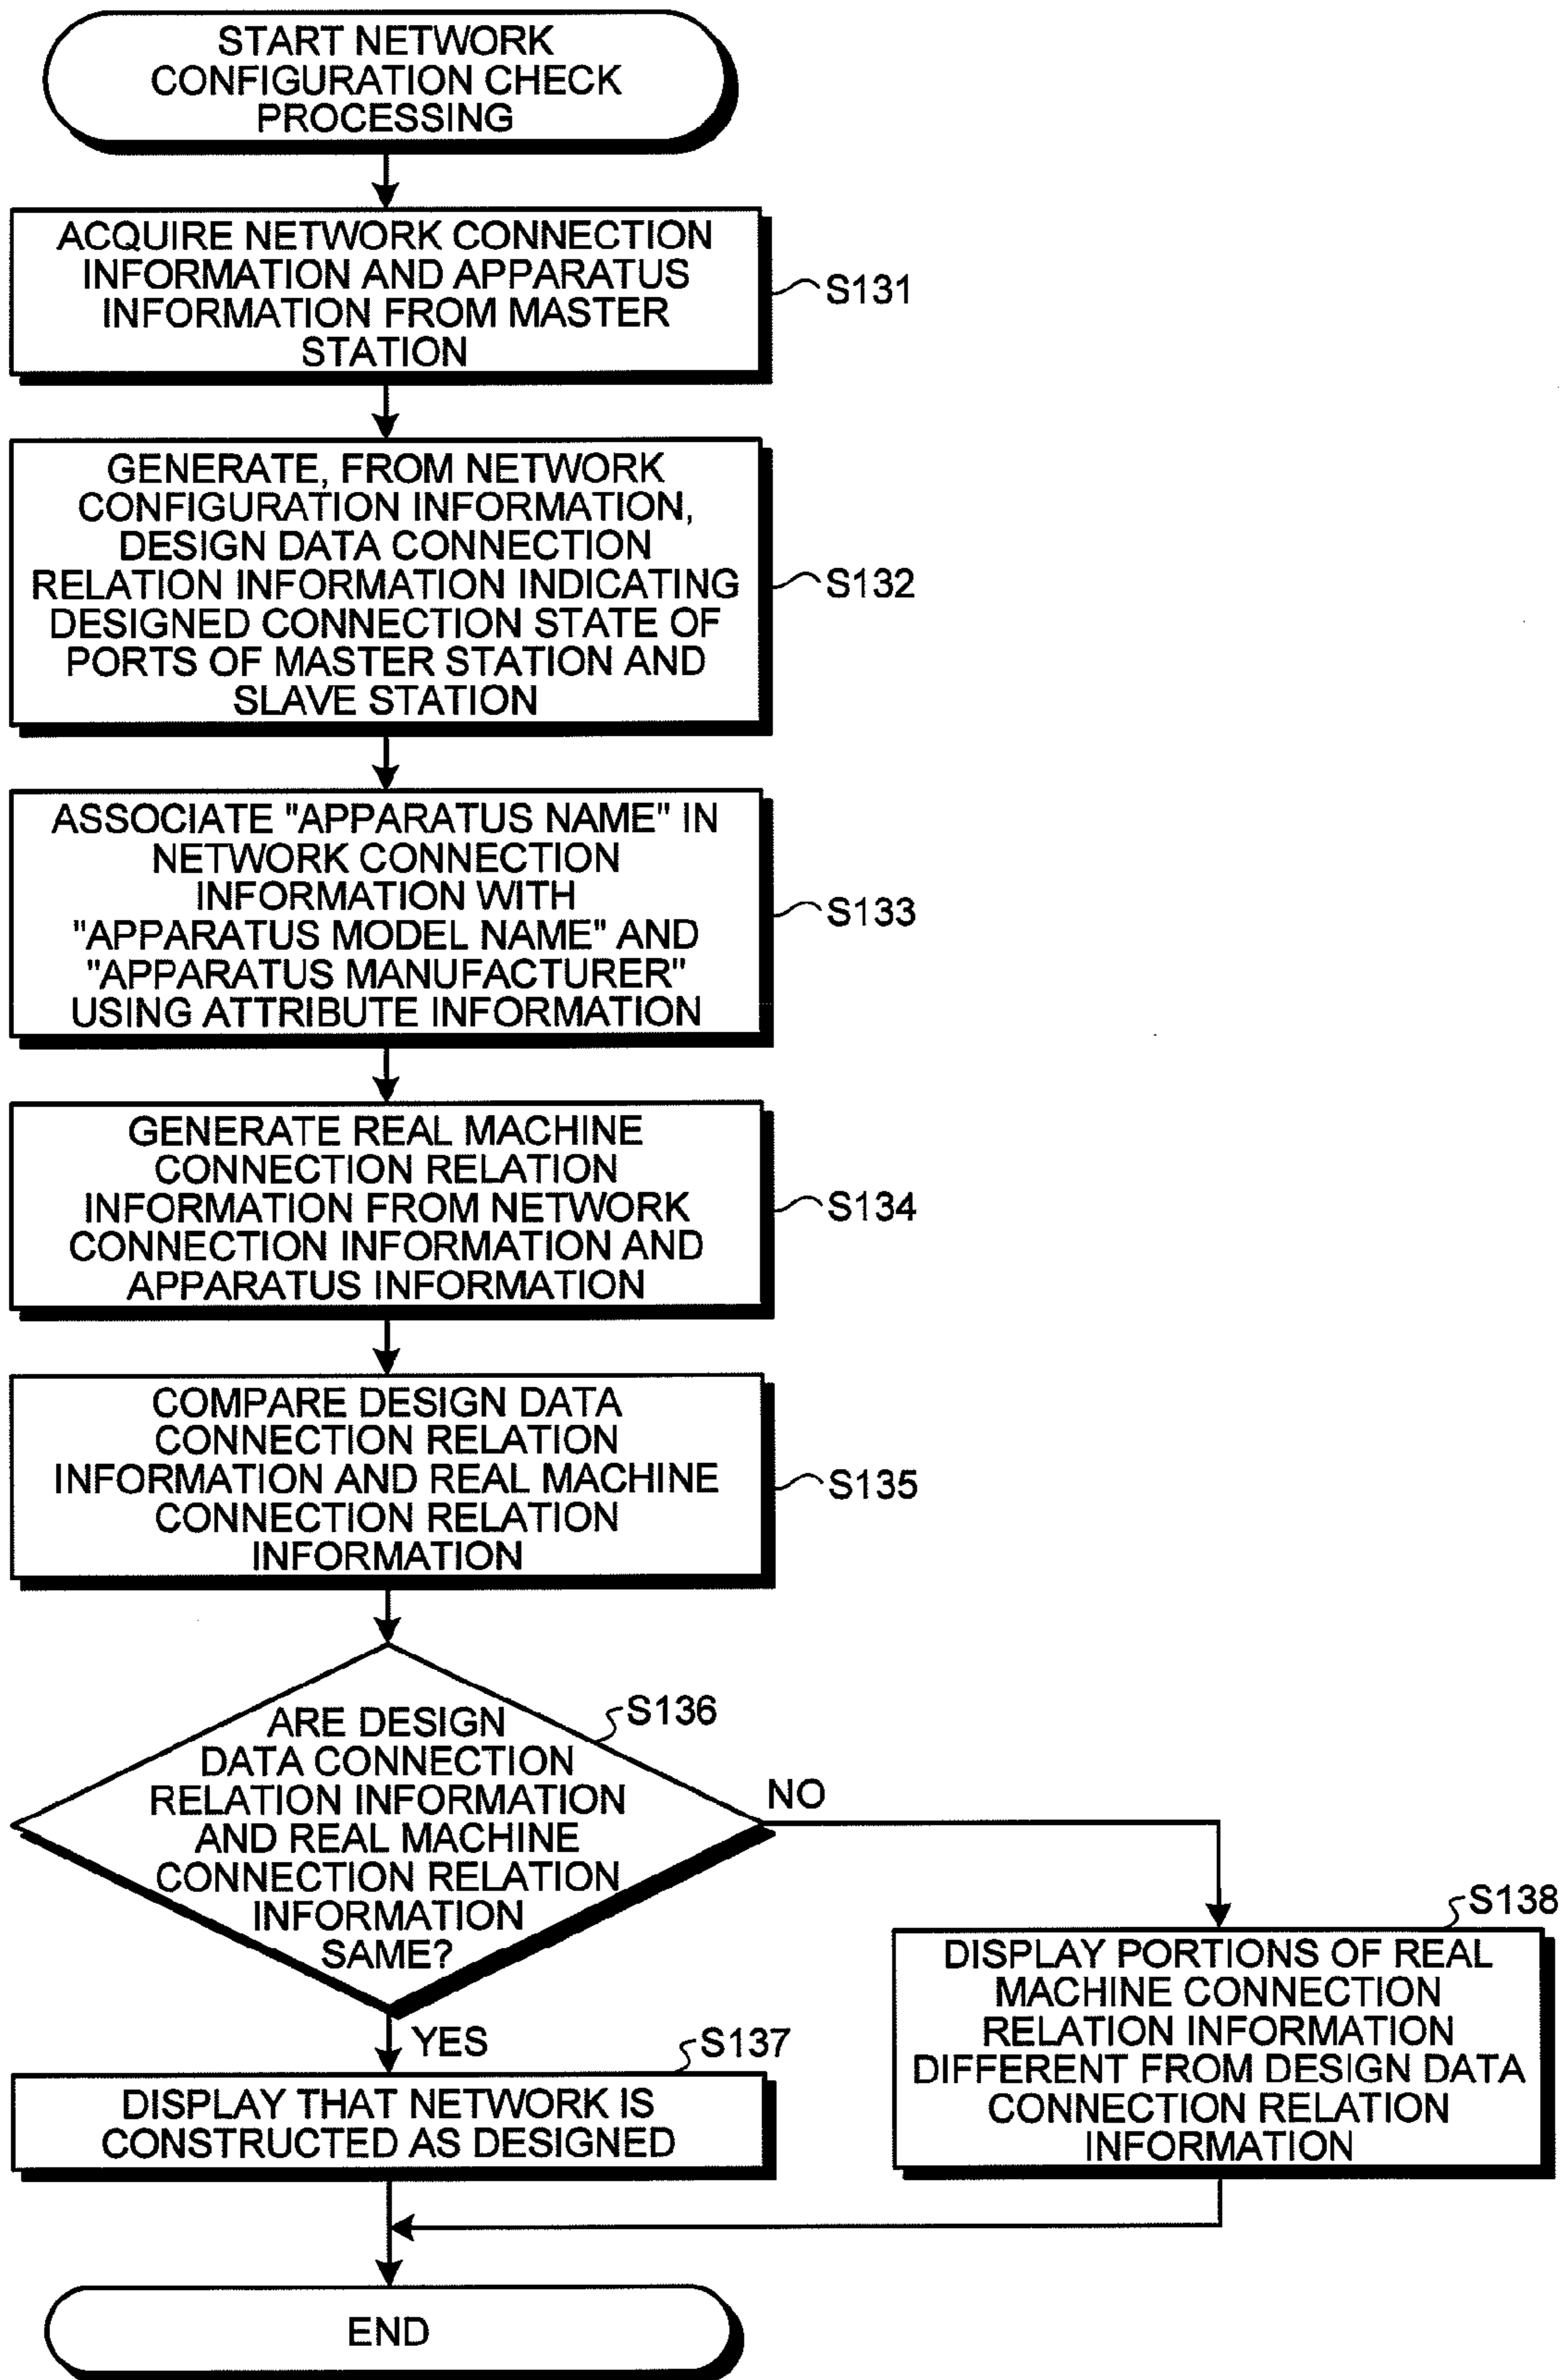 START NETWORK
CONFIGURATION CHECK
PROCESSING
ACQUIRE NETWORK CONNECTION
INFORMATION AND APPARATUS
INFORMATION FROM MASTER
STATION
S131
GENERATE, FROM NETWORK
CONFIGURATION INFORMATION,
DESIGN DATA CONNECTION
RELATION INFORMATION INDICATING
DESIGNED CONNECTION STATE OF
PORTS OF MASTER STATION AND
SLAVE STATION
S132
ASSOCIATE "APPARATUS NAME" IN
NETWORK CONNECTION
INFORMATION WITH
"APPARATUS MODEL NAME" AND
"APPARATUS MANUFACTURER"
USING ATTRIBUTE INFORMATION
S133
GENERATE REAL MACHINE
CONNECTION RELATION
INFORMATION FROM NETWORK
CONNECTION INFORMATION AND
APPARATUS INFORMATION
S134
COMPARE DESIGN DATA
CONNECTION RELATION
INFORMATION AND REAL MACHINE
CONNECTION RELATION
INFORMATION
S135
ARE DESIGN
DATA CONNECTION
RELATION INFORMATION
AND REAL MACHINE
CONNECTION RELATION
INFORMATION
SAME?
S136
NO
YES
S137
DISPLAY THAT NETWORK IS
CONSTRUCTED AS DESIGNED
S138
DISPLAY PORTIONS OF REAL
MACHINE CONNECTION
RELATION INFORMATION
DIFFERENT FROM DESIGN DATA
CONNECTION RELATION
INFORMATION
END